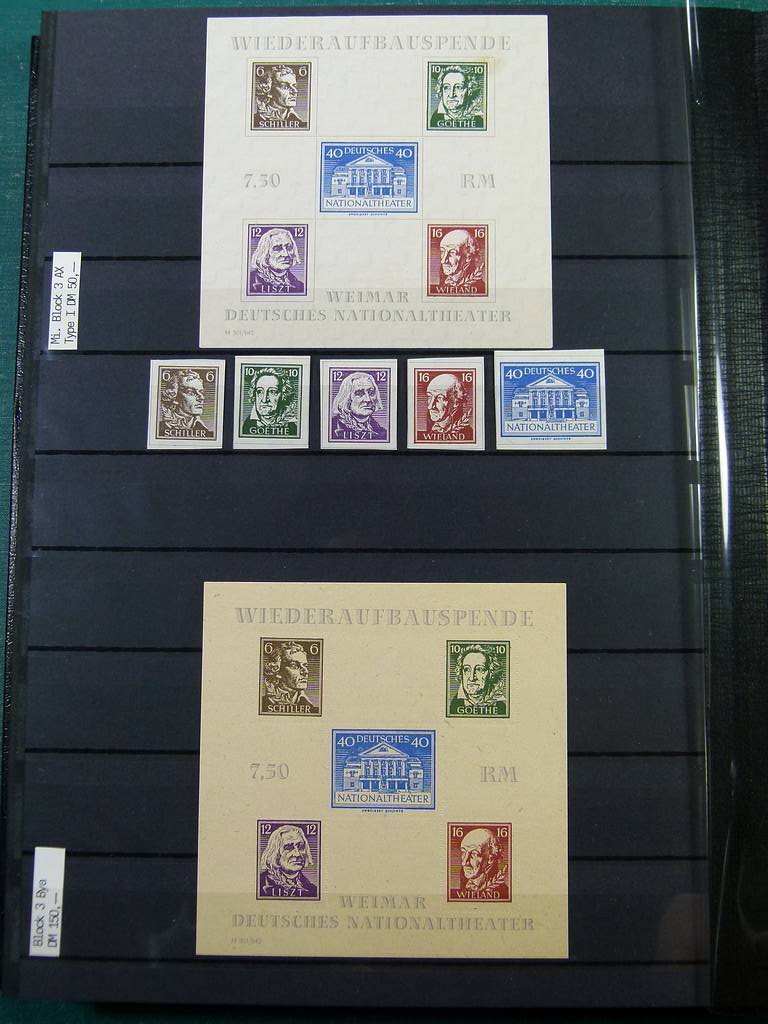 WIEDERAUFBAUSPENDE
6 6
SCHILLER
10 10
GOETHE
40 DEUTSCHES 40
NATIONALTHEATER
7.50 RM
12 12
LISZT
16 16
WIELAND
WEIMAR
DEUTSCHES NATIONALTHEATER
Mi. Block 3 AX
Type I DM 50,—
6 6
SCHILLER
10 10
GOETHE
12 12
LISZT
16 16
WIELAND
40 DEUTSCHES 40
NATIONALTHEATER
WIEDERAUFBAUSPENDE
6 6
SCHILLER
10 10
GOETHE
40 DEUTSCHES 40
NATIONALTHEATER
7,50 RM
12 12
LISZT
16 16
WIELAND
WEIMAR
DEUTSCHES NATIONALTHEATER
Block 3 Bya
DM 150,—